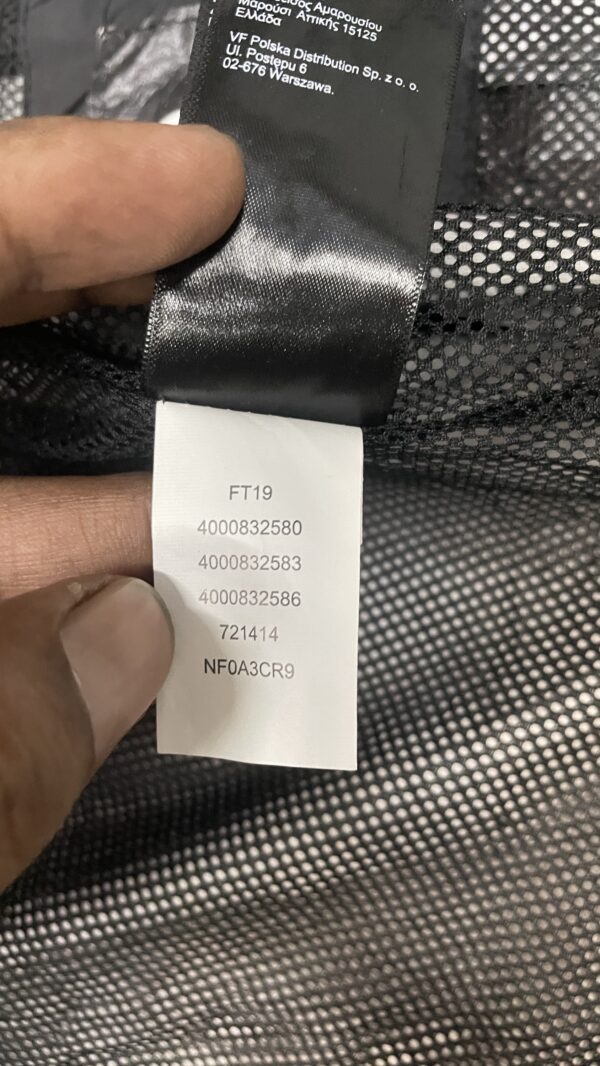 Μαρούσι Αττικής 15125
Ελλάδα
VF Polska Distribution Sp. z o. o.
Ul. Postępu 6
02-676 Warszawa.
FT19
4000832580
4000832583
4000832586
721414
NF0A3CR9